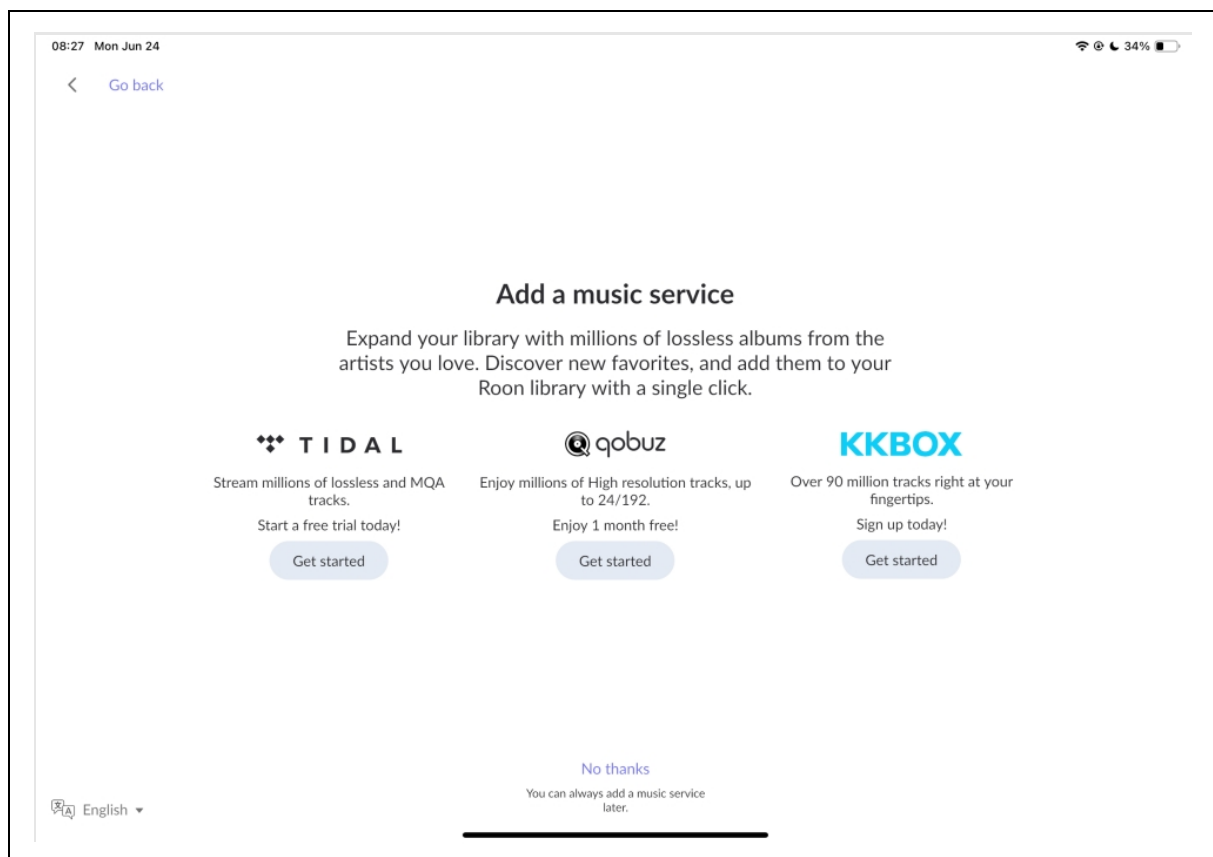 08:27 Mon Jun 24
34%
Go back
Add a music service
Expand your library with millions of lossless albums from the
artists you love. Discover new favorites, and add them to your
Roon library with a single click.
TIDAL
Stream millions of lossless and MQA
tracks.
Start a free trial today!
Get started
qobuz
Enjoy millions of High resolution tracks, up
to 24/192.
Enjoy 1 month free!
Get started
KKBOX
Over 90 million tracks right at your
fingertips.
Sign up today!
Get started
No thanks
You can always add a music service
later.
English